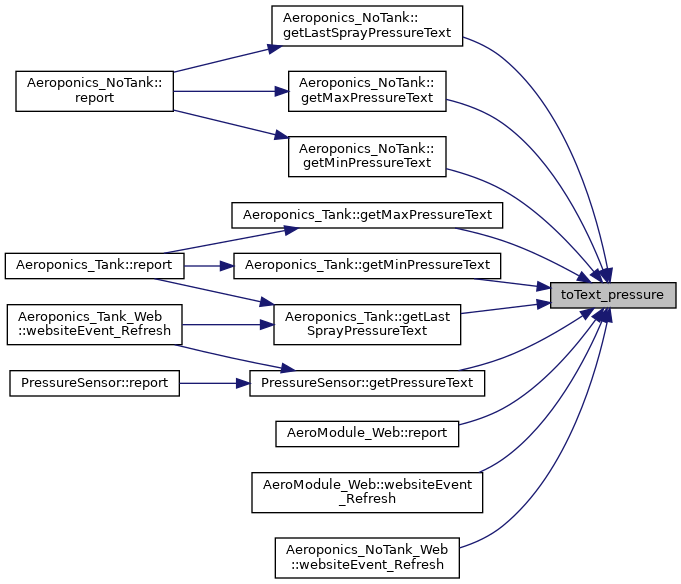 Aeroponics_NoTank::
getLastSprayPressureText
Aeroponics_NoTank::
report
Aeroponics_NoTank::
getMaxPressureText
Aeroponics_NoTank::
getMinPressureText
Aeroponics_Tank::getMaxPressureText
Aeroponics_Tank::report
Aeroponics_Tank::getMinPressureText
toText_pressure
Aeroponics_Tank_Web
::websiteEvent_Refresh
Aeroponics_Tank::getLast
SprayPressureText
PressureSensor::report
PressureSensor::getPressureText
AeroModule_Web::report
AeroModule_Web::websiteEvent
_Refresh
Aeroponics_NoTank_Web
::websiteEvent_Refresh